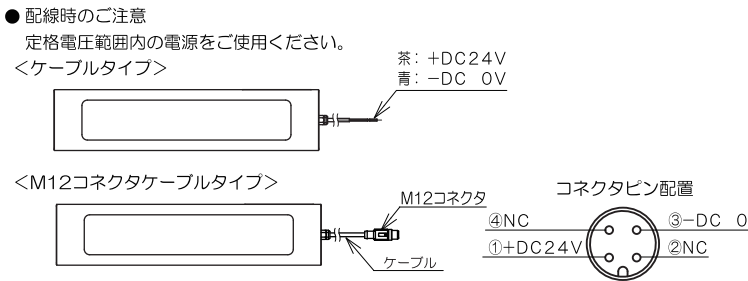 ● 配線時のご注意
定格電圧範囲内の電源をご使用ください。
＜ケーブルタイプ＞
茶：＋DC24V
青：－DC 0V
＜M12コネクタケーブルタイプ＞
M12コネクタ
ケーブル
コネクタピン配置
④NC
③－DC 0
①＋DC24V
②NC